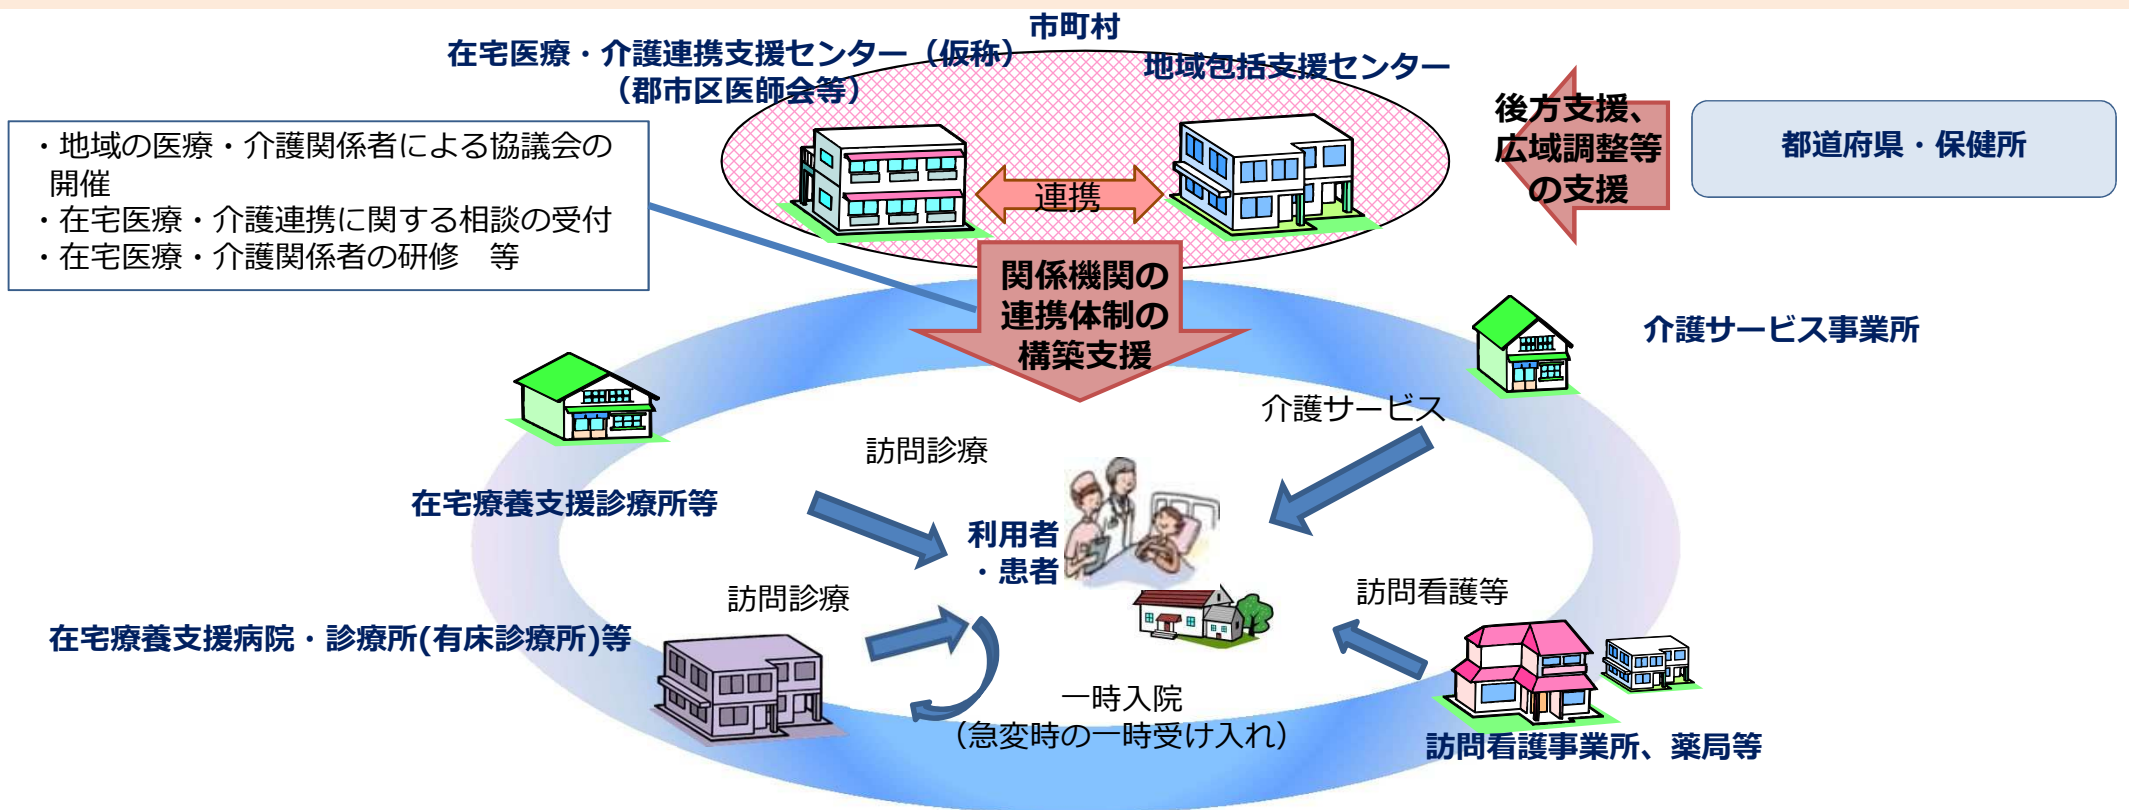 市町村
在宅医療・介護連携支援センター（仮称）
（郡市区医師会等）
地域包括支援センター
・地域の医療・介護関係者による協議会の
開催
・在宅医療・介護連携に関する相談の受付
・在宅医療・介護関係者の研修　等
連携
後方支援、
広域調整等
の支援
都道府県・保健所
関係機関の
連携体制の
構築支援
介護サービス事業所
介護サービス
訪問診療
在宅療養支援診療所等
利用者
・患者
訪問診療
訪問看護等
在宅療養支援病院・診療所(有床診療所)等
一時入院
（急変時の一時受け入れ）
訪問看護事業所、薬局等